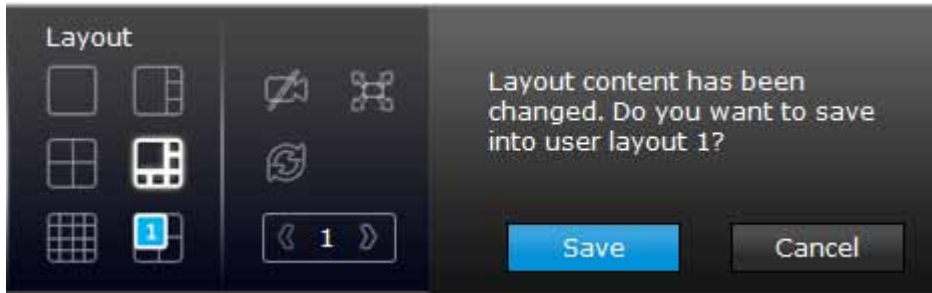 Layout
1
1
Layout content has been
changed. Do you want to save
into user layout 1?
Save
Cancel